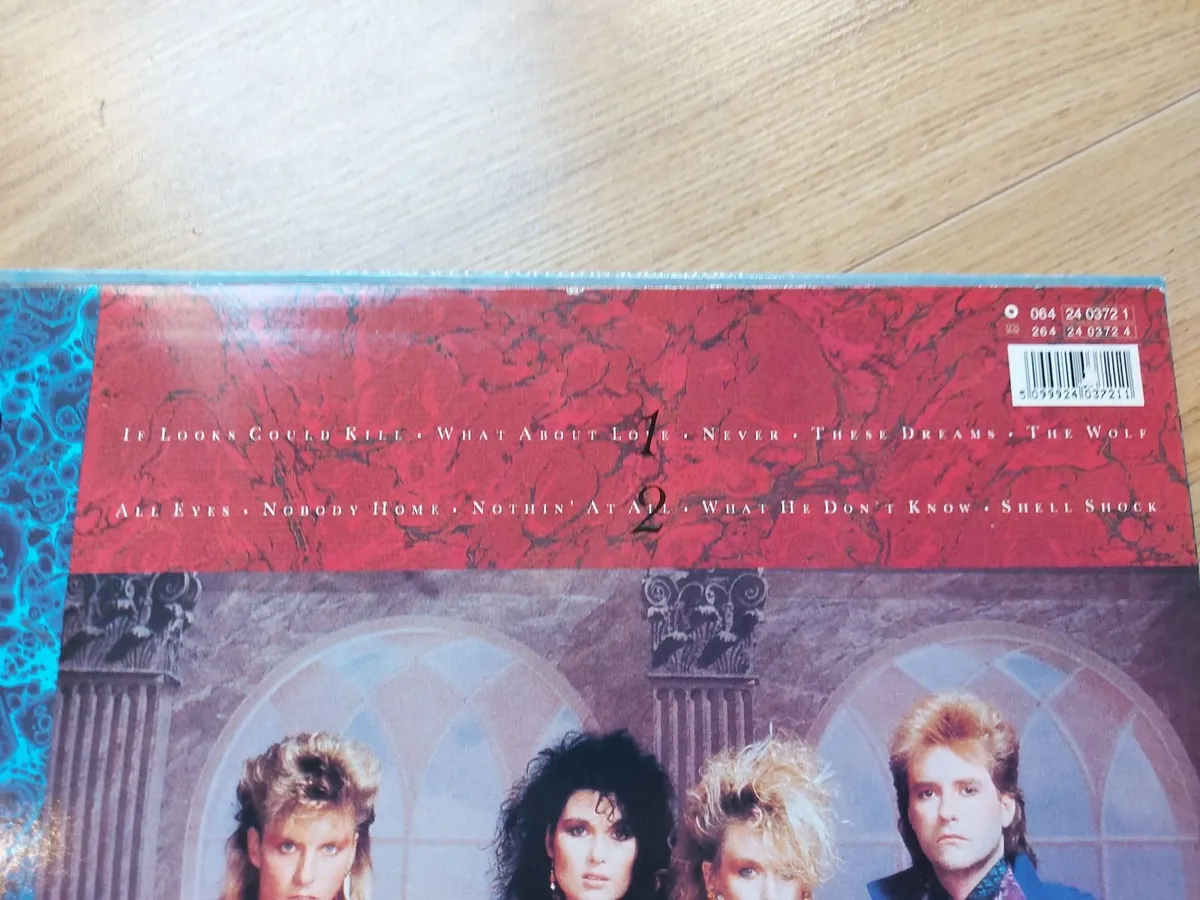 064 24 0372 1
264 24 0372 4
5 099924 037211
1
IF LOOKS COULD KILL · WHAT ABOUT LOVE · NEVER · THESE DREAMS · THE WOLF
2
ALL EYES · NOBODY HOME · NOTHIN' AT ALL · WHAT HE DON'T KNOW · SHELL SHOCK